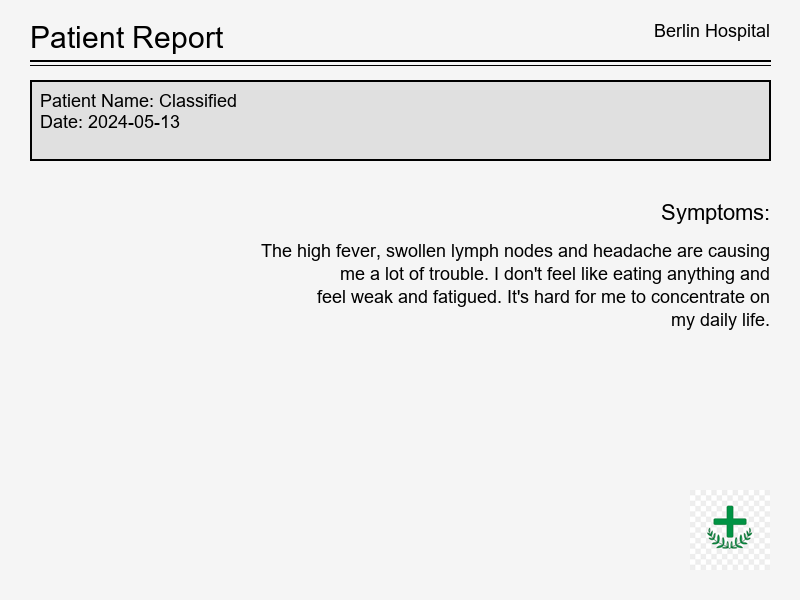 Patient Report
Berlin Hospital
Patient Name: Classified
Date: 2024-05-13
Symptoms:
The high fever, swollen lymph nodes and headache are causing
me a lot of trouble. I don't feel like eating anything and
feel weak and fatigued. It's hard for me to concentrate on
my daily life.